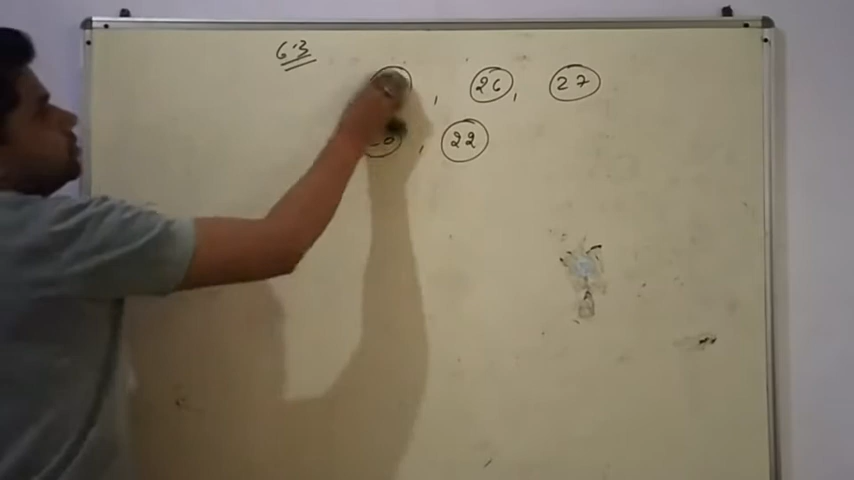 6.3
, 26, 27
, 22